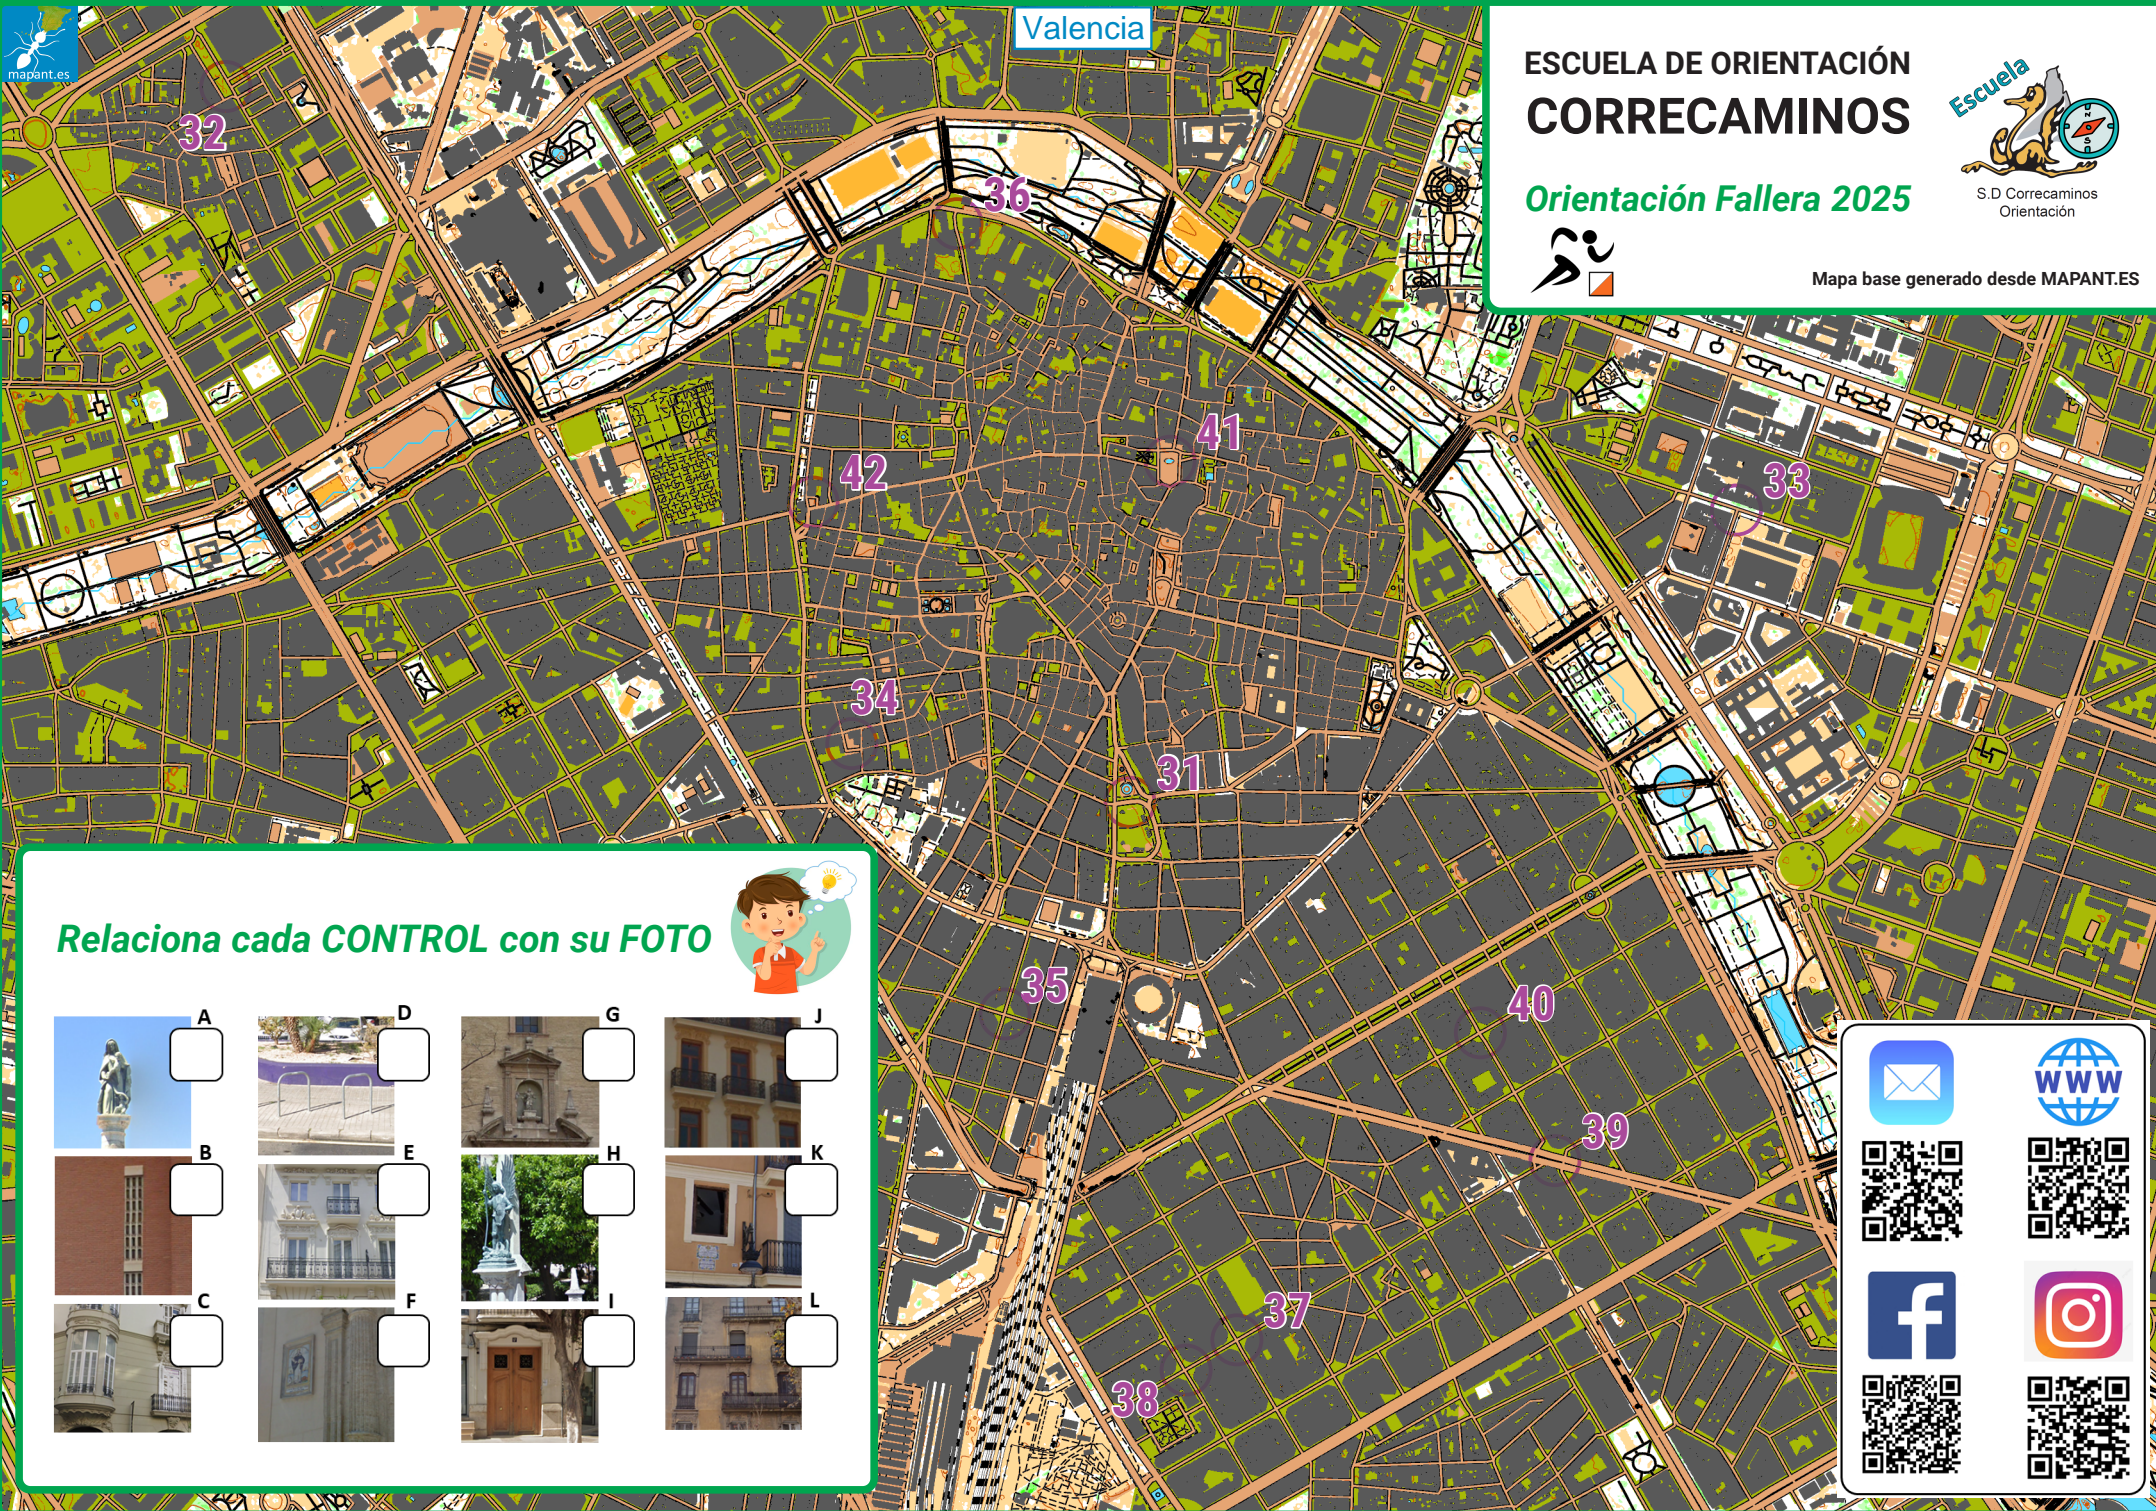 mapant.es
Valencia
ESCUELA DE ORIENTACIÓN
CORRECAMINOS
Orientación Fallera 2025
Mapa base generado desde MAPANT.ES
Escuela
N
S
S.D Correcaminos
Orientación
32
36
41
42
33
34
31
35
40
39
37
38
Relaciona cada CONTROL con su FOTO
A
D
G
J
B
E
H
K
C
F
I
L
WWW
f